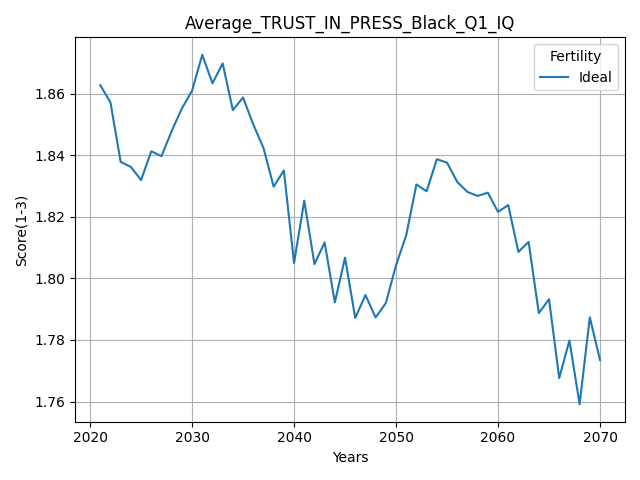 Average_TRUST_IN_PRESS_Black_Q1_IQ
Fertility
Ideal
Score(1-3)
1.86
1.84
1.82
1.80
1.78
1.76
2020 2030 2040 2050 2060 2070
Years